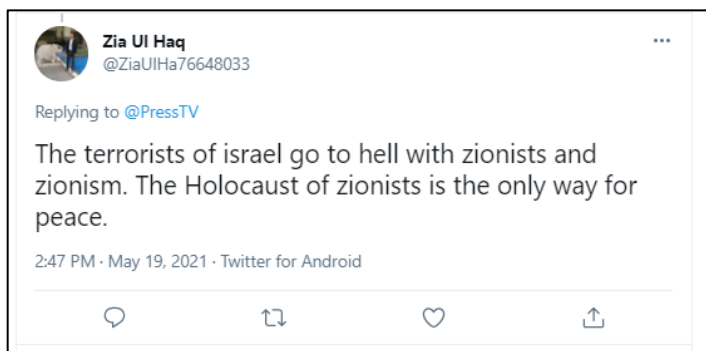 Zia Ul Haq
@ZiaUlHa76648033
Replying to @PressTV
The terrorists of israel go to hell with zionists and
zionism. The Holocaust of zionists is the only way for
peace.
2:47 PM · May 19, 2021 · Twitter for Android